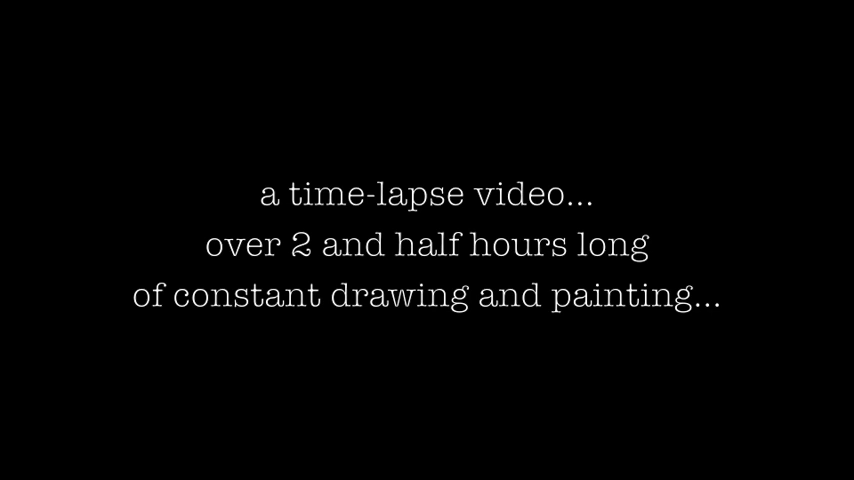 a time-lapse video...
over 2 and half hours long
of constant drawing and painting...